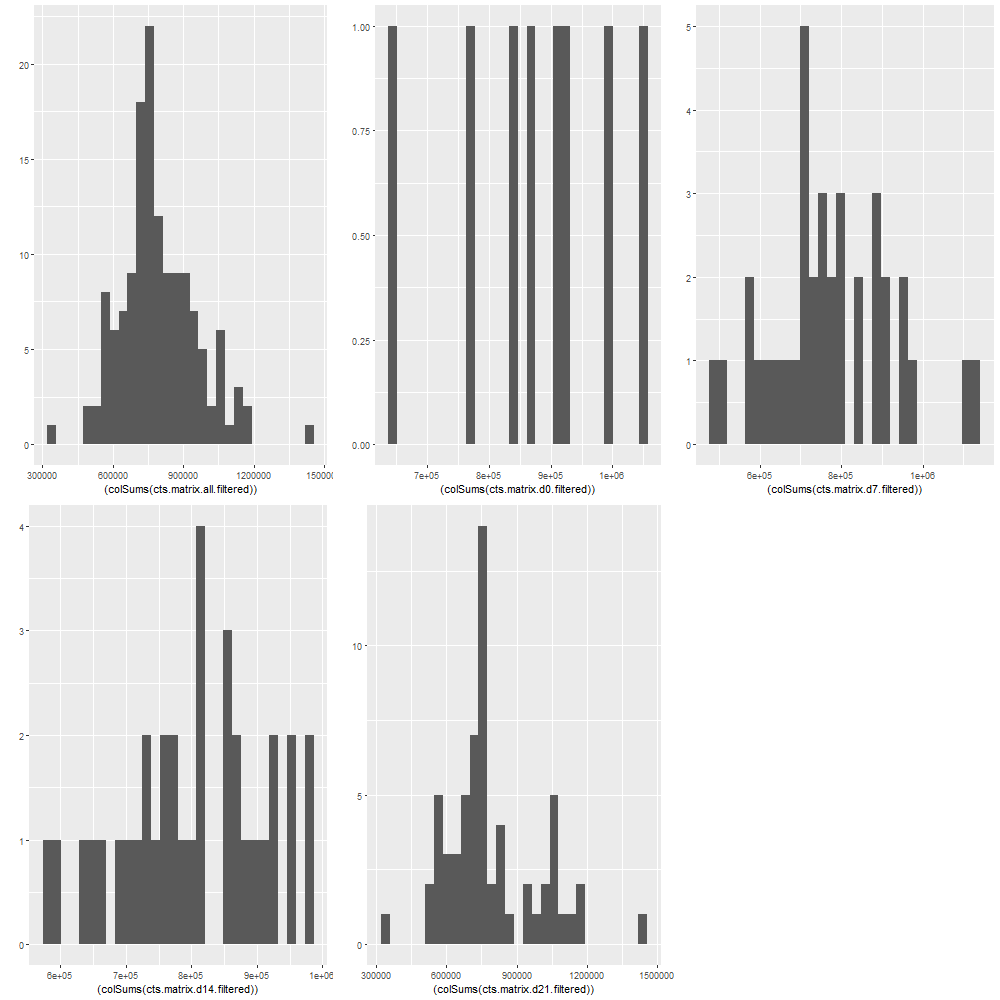 20
15
10
5
0
300000 600000 900000 1200000 150000
(colSums(cts.matrix.all.filtered))
1.00
0.75
0.50
0.25
0.00
7e+05 8e+05 9e+05 1e+06
(colSums(cts.matrix.d0.filtered))
5
4
3
2
1
0
6e+05 8e+05 1e+06
(colSums(cts.matrix.d7.filtered))
4
3
2
1
0
6e+05 7e+05 8e+05 9e+05 1e+0
(colSums(cts.matrix.d14.filtered))
10
5
0
300000 600000 900000 1200000 1500000
(colSums(cts.matrix.d21.filtered))